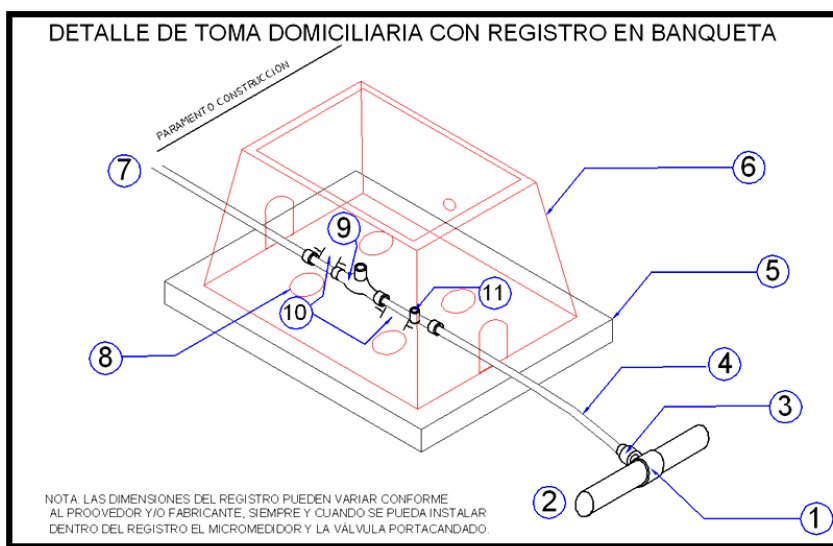 DETALLE DE TOMA DOMICILIARIA CON REGISTRO EN BANQUETA
PARAMENTO CONSTRUCCION
7
6
9
5
11
10
8
4
3
2
1
NOTA: LAS DIMENSIONES DEL REGISTRO PUEDEN VARIAR CONFORME
AL PROOVEDOR Y/O FABRICANTE, SIEMPRE Y CUANDO SE PUEDA INSTALAR
DENTRO DEL REGISTRO EL MICROMEDIDOR Y LA VÁLVULA PORTACANDADO.